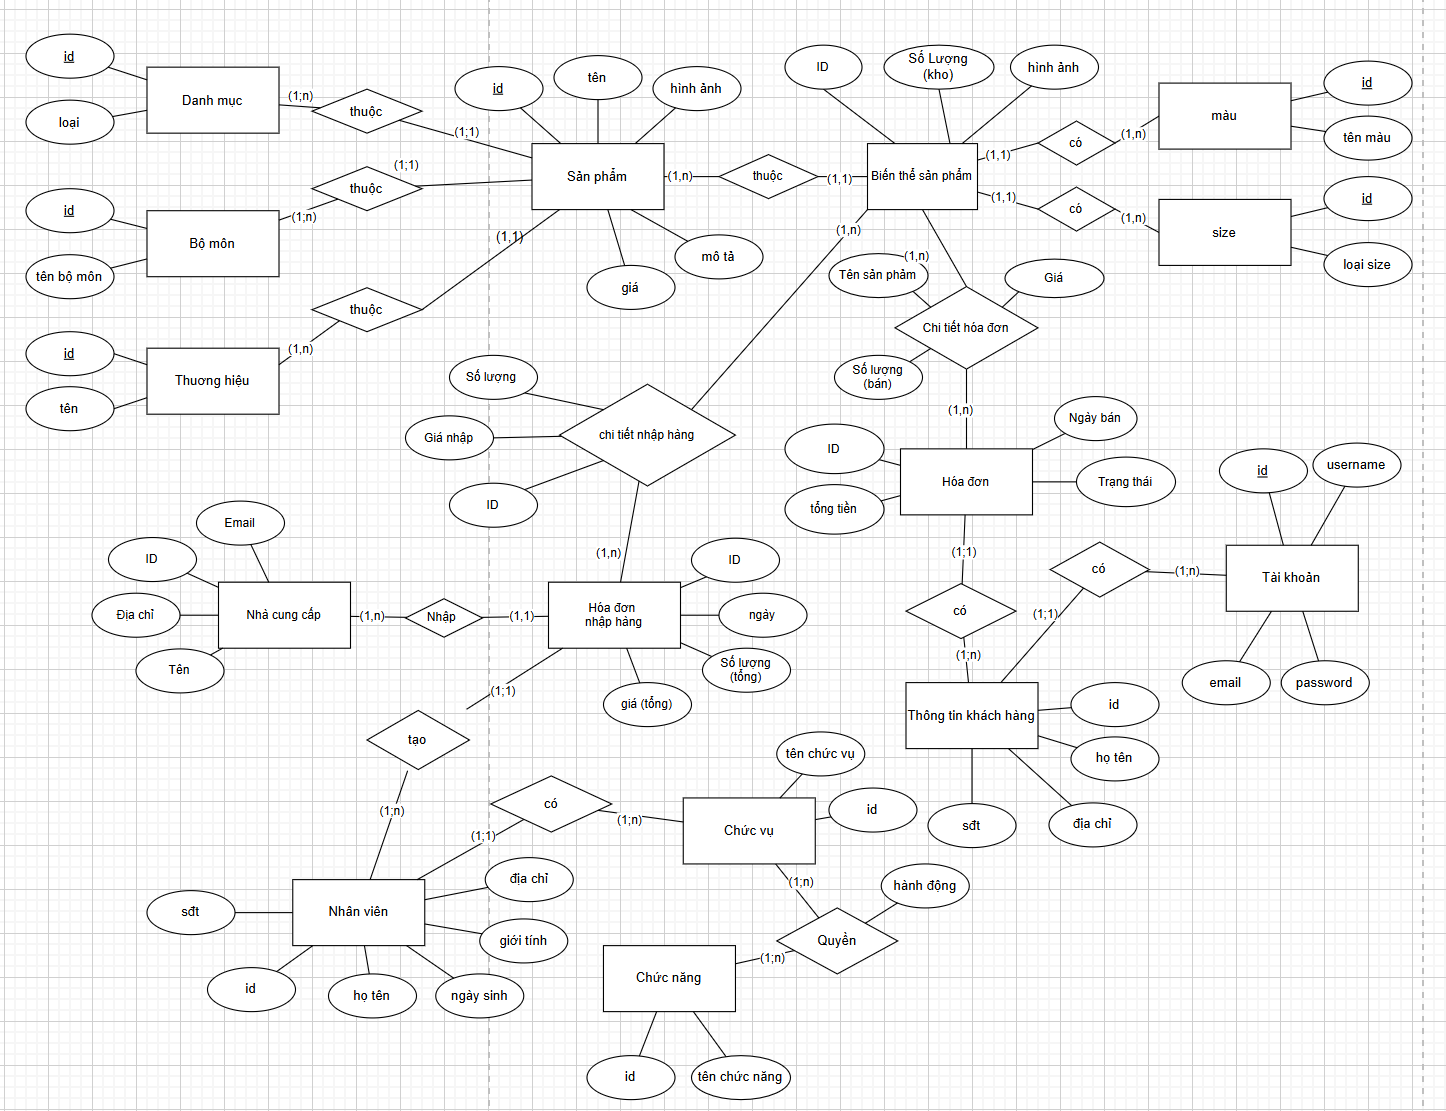 id
loại
Danh mục
(1;n)
thuộc
(1;1)
id
tên
hình ảnh
Sản phẩm
(1,n)
thuộc
(1,1)
ID
Số Lượng
(kho)
hình ảnh
Biến thể sản phẩm
(1,1)
có
(1,n)
màu
id
tên màu
(1,1)
có
(1,n)
size
id
loại size
id
tên bộ môn
Bộ môn
(1;n)
thuộc
(1;1)
id
tên
Thương hiệu
(1,n)
thuộc
(1,1)
giá
mô tả
(1,n)
(1,n)
Tên sản phảm
Giá
Chi tiết hóa đơn
Số lượng
(bán)
(1,n)
Số lượng
Giá nhập
ID
chi tiết nhập hàng
(1,n)
ID
tổng tiền
Hóa đơn
Ngày bán
Trạng thái
(1;1)
có
(1;n)
id
username
Tài khoản
email
password
(1;n)
có
(1;1)
Email
ID
Địa chỉ
Tên
Nhà cung cấp
(1,n)
Nhập
(1,1)
Hóa đơn
nhập hàng
ID
ngày
Số lượng
(tổng)
giá (tổng)
Thông tin khách hàng
id
họ tên
địa chỉ
sđt
(1;1)
tạo
(1;n)
có
(1;1)
(1;n)
tên chức vụ
id
Chức vụ
(1;n)
hành động
Quyền
(1;n)
Chức năng
id
tên chức năng
Nhân viên
sđt
id
họ tên
ngày sinh
giới tính
địa chỉ